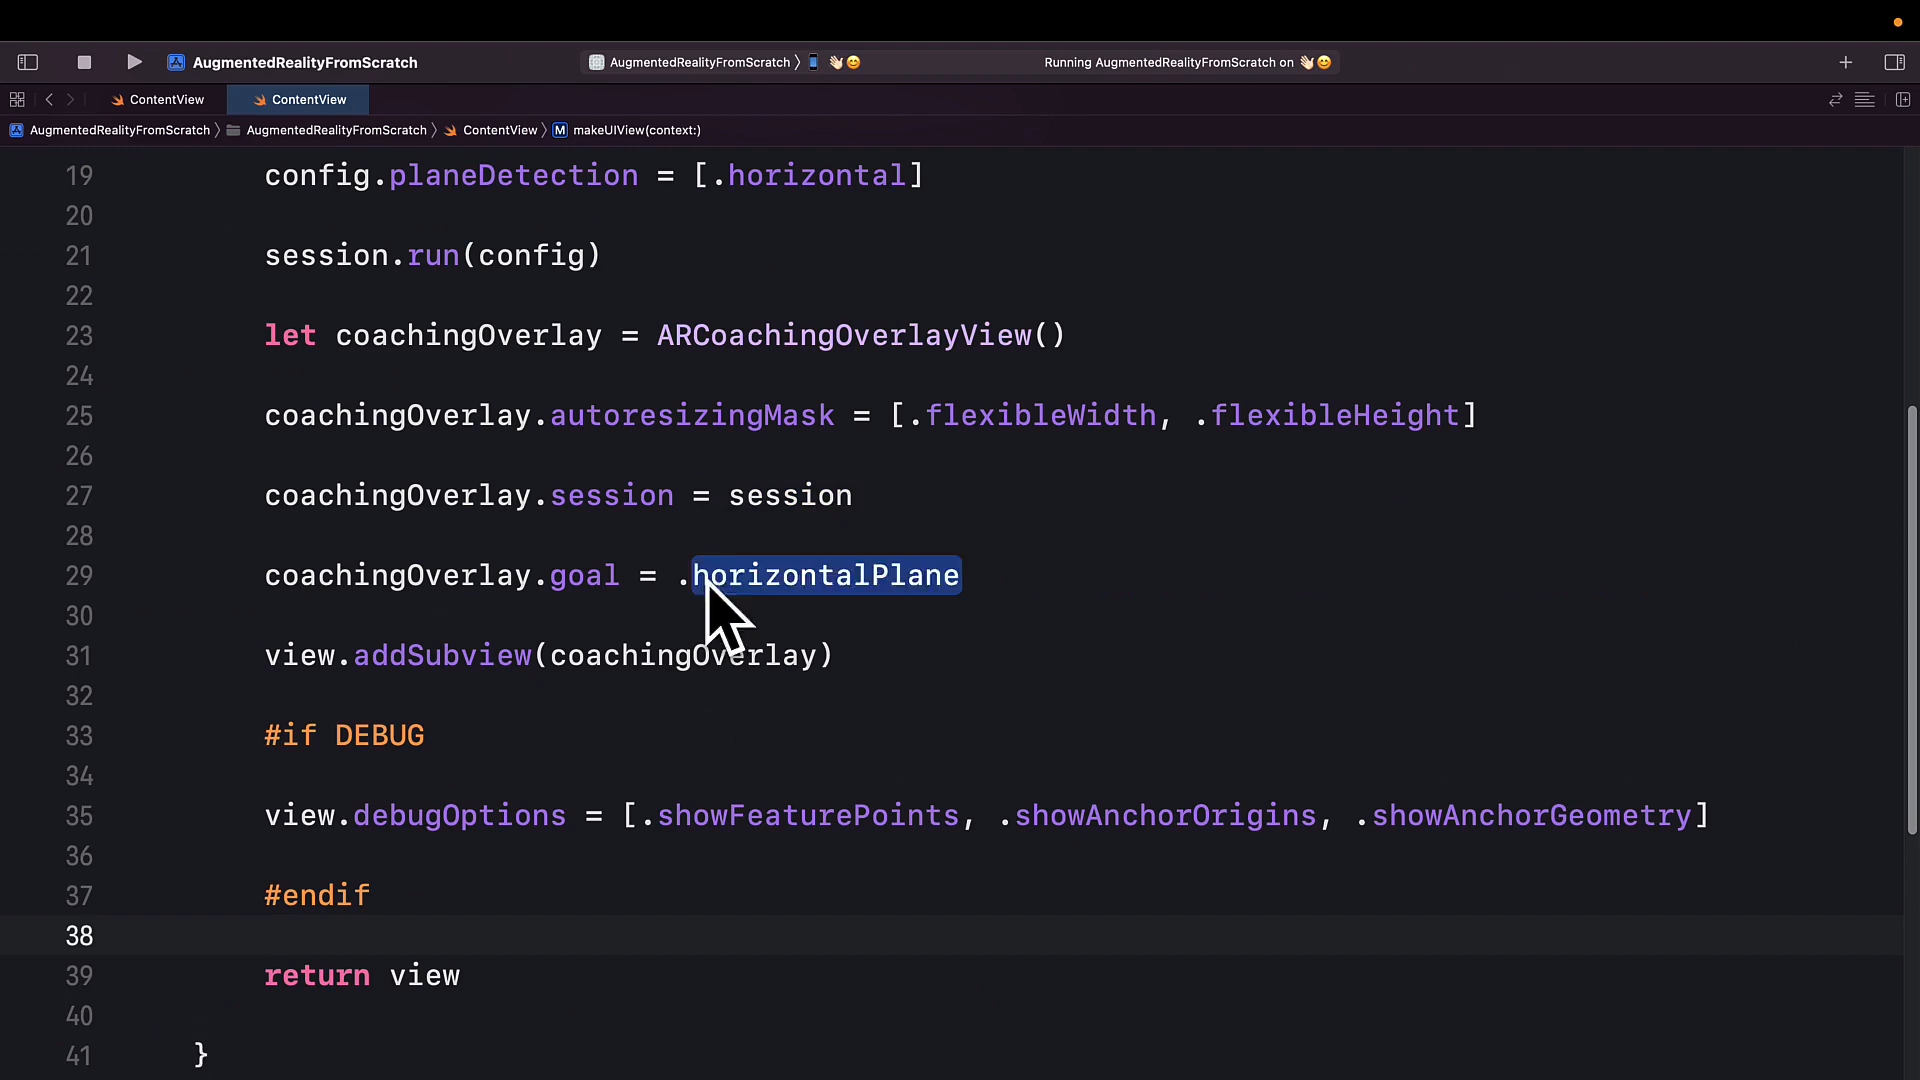 AugmentedRealityFromScratch
AugmentedRealityFromScratch 〉 👋🏻😊
Running AugmentedRealityFromScratch on 👋🏻😊
ContentView
ContentView
AugmentedRealityFromScratch 〉 AugmentedRealityFromScratch 〉 ContentView 〉 M makeUIView(context:)
19 config.planeDetection = [.horizontal]
20
21 session.run(config)
22
23 let coachingOverlay = ARCoachingOverlayView()
24
25 coachingOverlay.autoresizingMask = [.flexibleWidth, .flexibleHeight]
26
27 coachingOverlay.session = session
28
29 coachingOverlay.goal = .horizontalPlane
30
31 view.addSubview(coachingOverlay)
32
33 #if DEBUG
34
35 view.debugOptions = [.showFeaturePoints, .showAnchorOrigins, .showAnchorGeometry]
36
37 #endif
38
39 return view
40
41 }